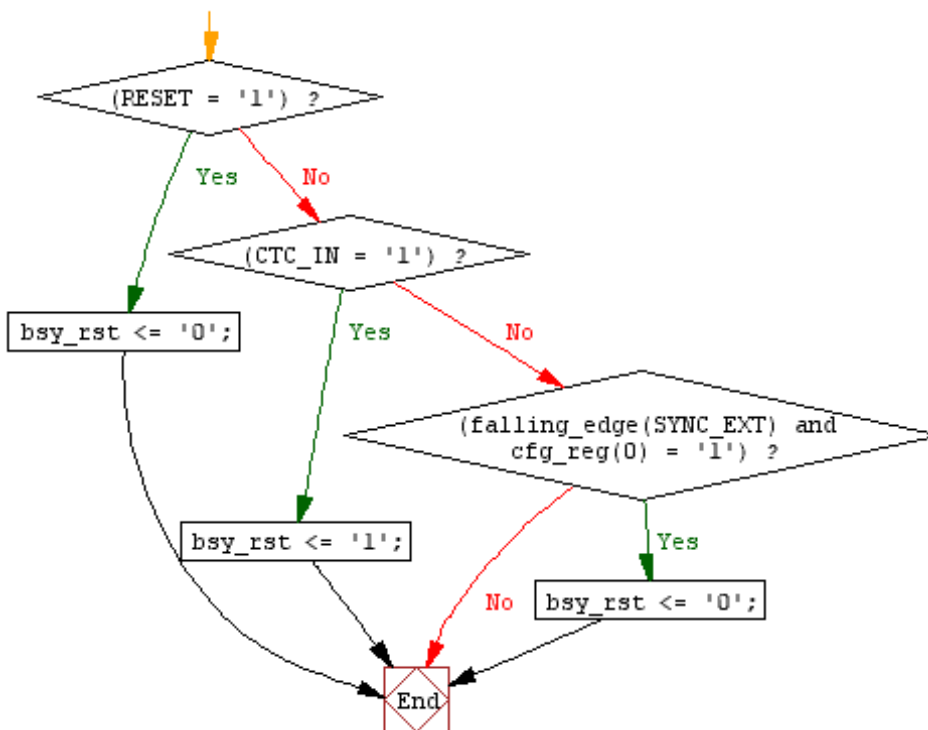 (RESET = '1') ?
Yes
No
(CTC_IN = '1') ?
bsy_rst <= '0';
Yes
No
(falling_edge(SYNC_EXT) and
cfg_reg(0) = '1') ?
bsy_rst <= '1';
Yes
No
bsy_rst <= '0';
End